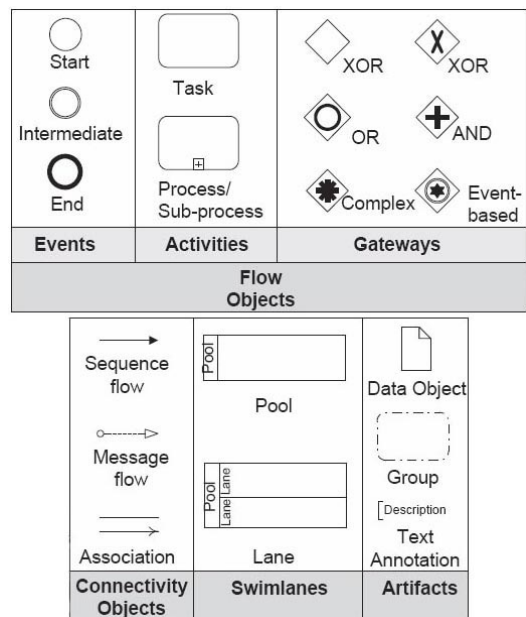 Start
Intermediate
End
Events
Task
Process/
Sub-process
Activities
XOR
XOR
OR
AND
Complex
Event-
based
Gateways
Flow
Objects
Sequence
flow
Message
flow
Association
Connectivity
Objects
Pool
Pool
Pool
Lane
Lane
Lane
Swimlanes
Data Object
Group
Description
Text
Annotation
Artifacts